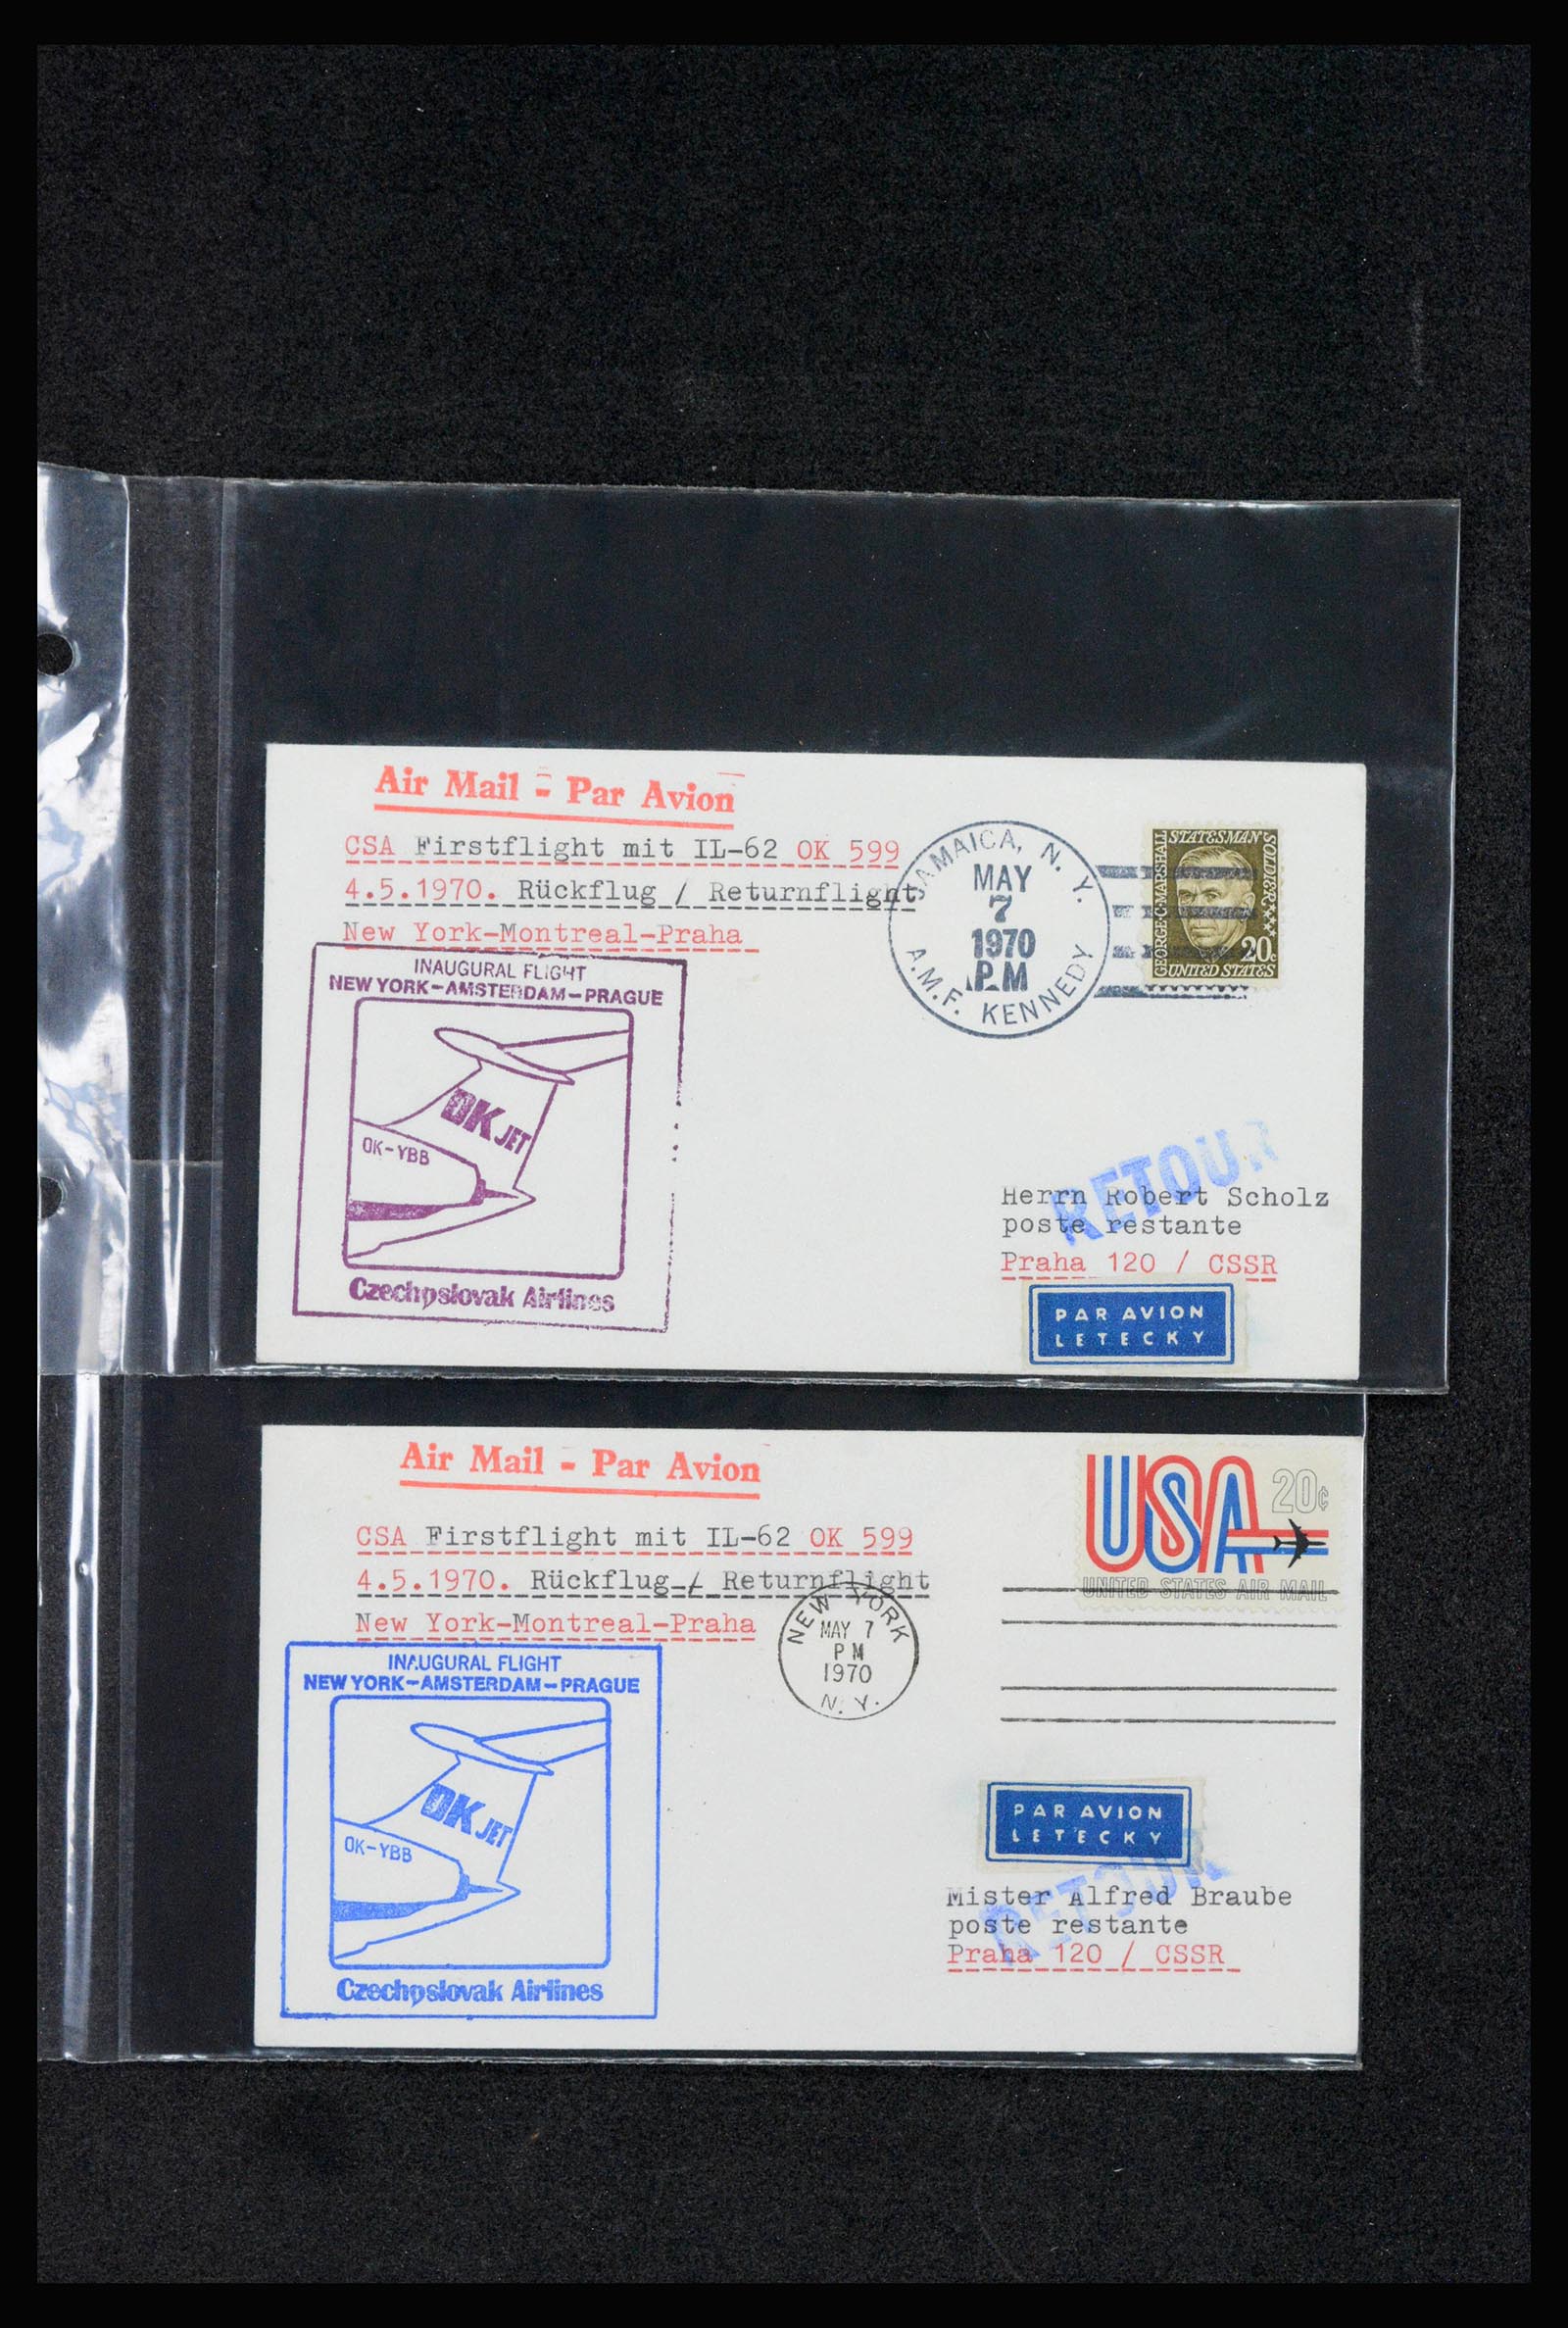 Air Mail - Par Avion
CSA Firstflight mit IL-62 OK 599
4.5.1970. Rückflug / Returnflight
New York-Montreal-Praha
INAUGURAL FLIGHT
NEW YORK-AMSTERDAM-PRAGUE
OK JET
OK-YBB
Czechoslovak Airlines
JAMAICA, N. Y.
MAY
7
1970
P.M
A.M.F. KENNEDY
GEORGE C. MARSHALL
STATESMAN
SOLDIER
20c
UNITED STATES
RETOUR
Herrn Robert Scholz
poste restante
Praha 120 / CSSR
PAR AVION
LETECKY
Air Mail - Par Avion
CSA Firstflight mit IL-62 OK 599
4.5.1970. Rückflug / Returnflight
New York-Montreal-Praha
INAUGURAL FLIGHT
NEW YORK-AMSTERDAM-PRAGUE
OK JET
OK-YBB
Czechoslovak Airlines
NEW YORK
MAY 7
PM
1970
N. Y.
USA 20¢
UNITED STATES AIR MAIL
PAR AVION
LETECKY
RETOUR
Mister Alfred Braube
poste restante
Praha 120 / CSSR